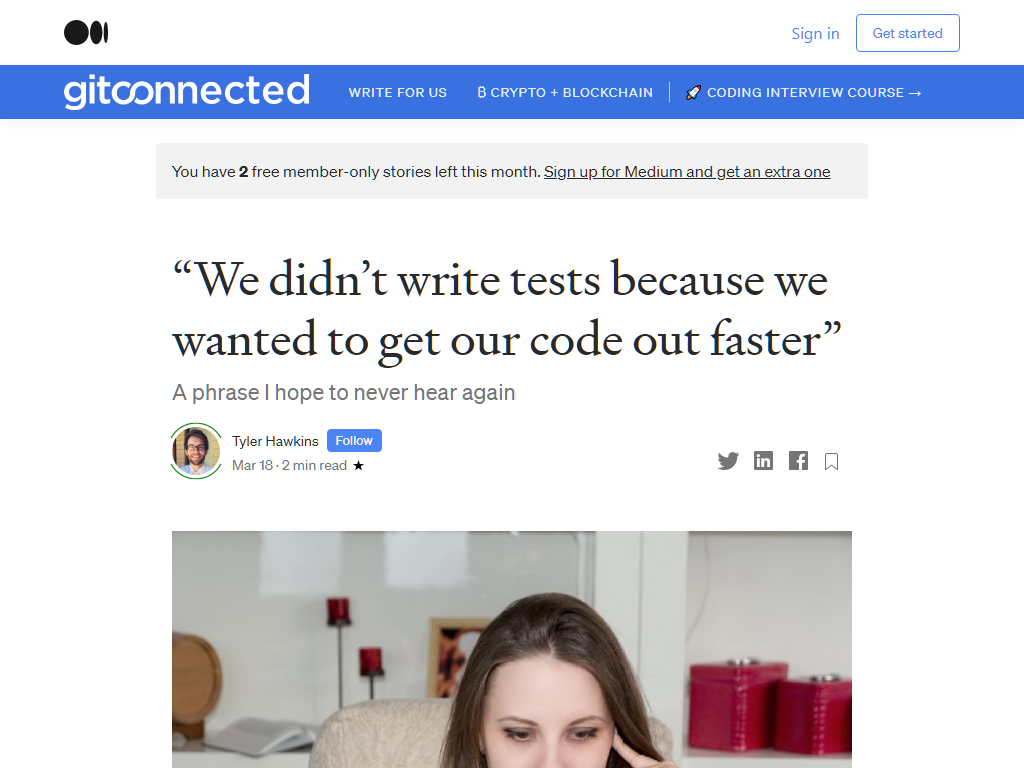 Sign in
Get started
gitconnected
WRITE FOR US
₿ CRYPTO + BLOCKCHAIN
🚀 CODING INTERVIEW COURSE →
You have 2 free member-only stories left this month. Sign up for Medium and get an extra one
“We didn’t write tests because we
wanted to get our code out faster”
A phrase I hope to never hear again
Tyler Hawkins
Follow
Mar 18 · 2 min read ★